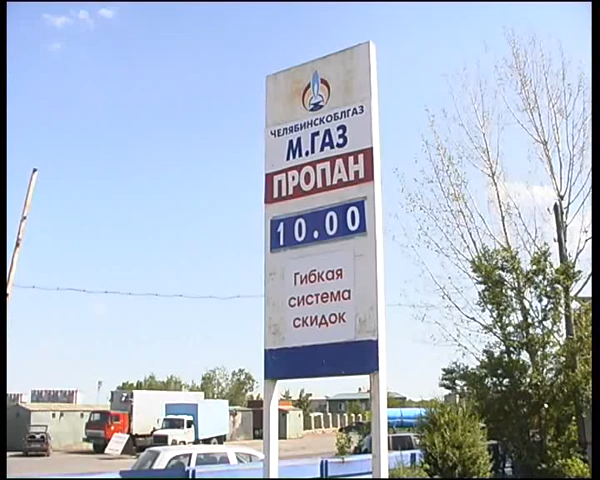 ЧЕЛЯБИНСКОБЛГАЗ
М.ГАЗ
ПРОПАН
10.00
Гибкая
система
скидок